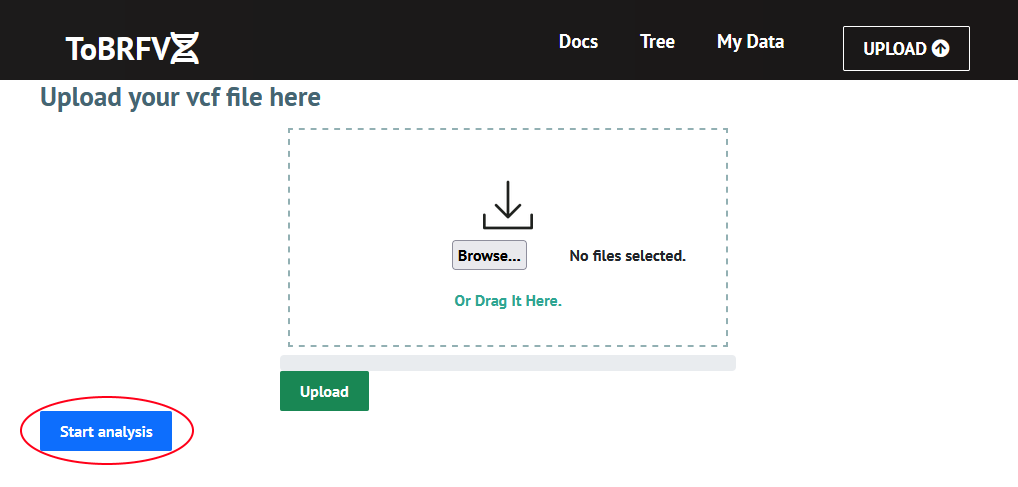 ToBRFV
Docs
Tree
My Data
UPLOAD
Upload your vcf file here
Browse...
No files selected.
Or Drag It Here.
Upload
Start analysis